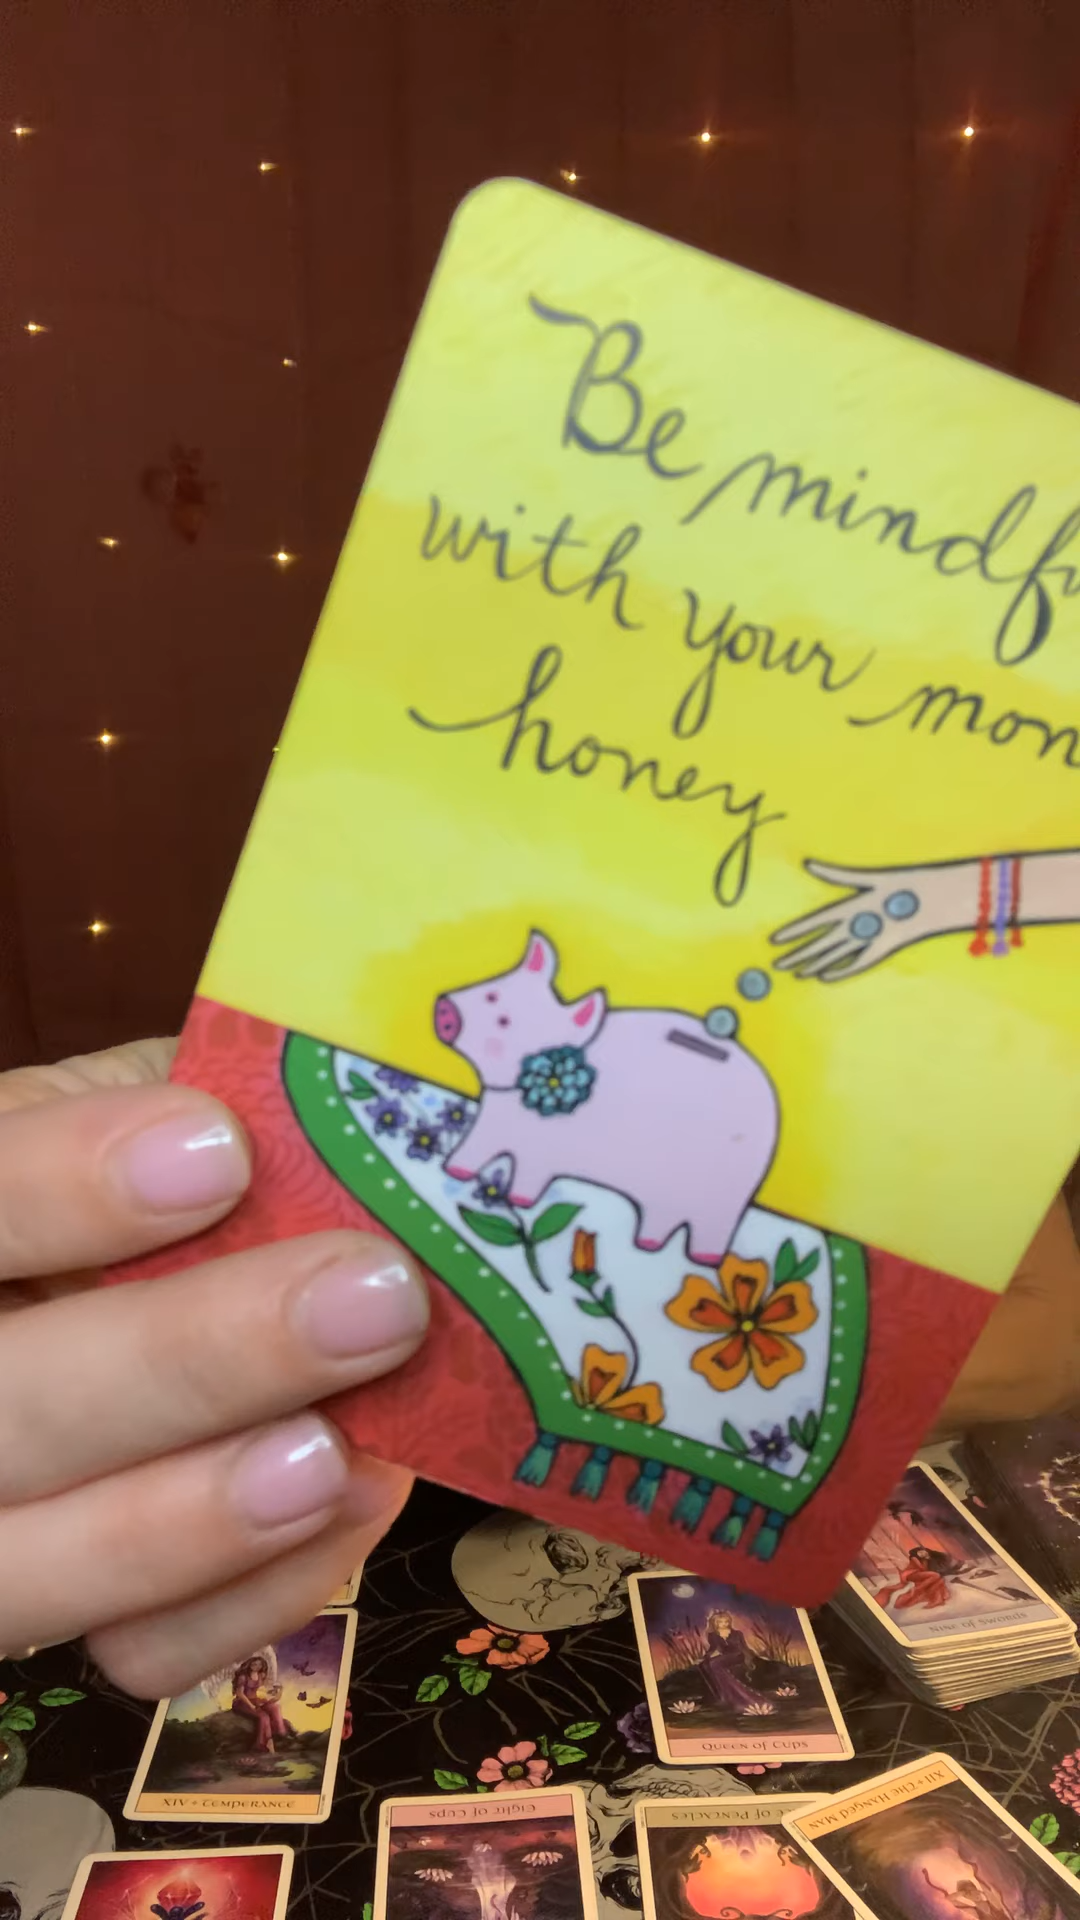 Be mindfu
with your mon
honey
NINE OF SWORDS
QUEEN OF CUPS
XIV + TEMPERANCE
XII + THE HANGED MAN
EIGHT OF CUPS
E OF PENTACLES